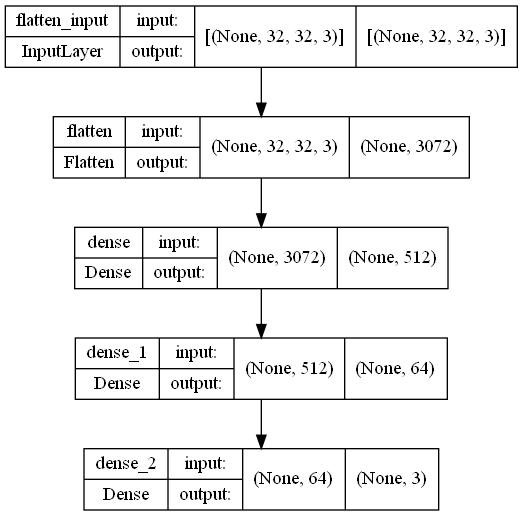 flatten_input input: [(None, 32, 32, 3)] [(None, 32, 32, 3)]
InputLayer output:
flatten input: (None, 32, 32, 3) (None, 3072)
Flatten output:
dense input: (None, 3072) (None, 512)
Dense output:
dense_1 input: (None, 512) (None, 64)
Dense output:
dense_2 input: (None, 64) (None, 3)
Dense output: